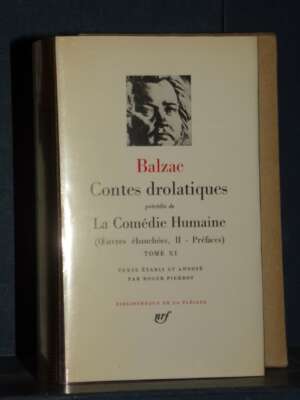 Balzac
Contes drolatiques
précédés de
La Comédie Humaine
(Œuvres ébauchées, II - Préfaces)
TOME XI
TEXTE ÉTABLI ET ANNOTÉ
PAR ROGER PIERROT
BIBLIOTHÈQUE DE LA PLÉIADE
nrf